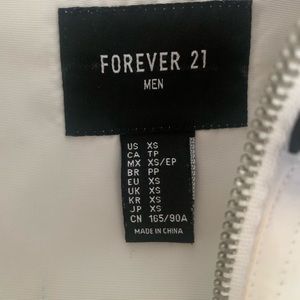 FOREVER 21
MEN
US XS
CA TP
MX XS/EP
BR PP
EU XS
UK XS
KR XS
JP XS
CN 165/90A
MADE IN CHINA